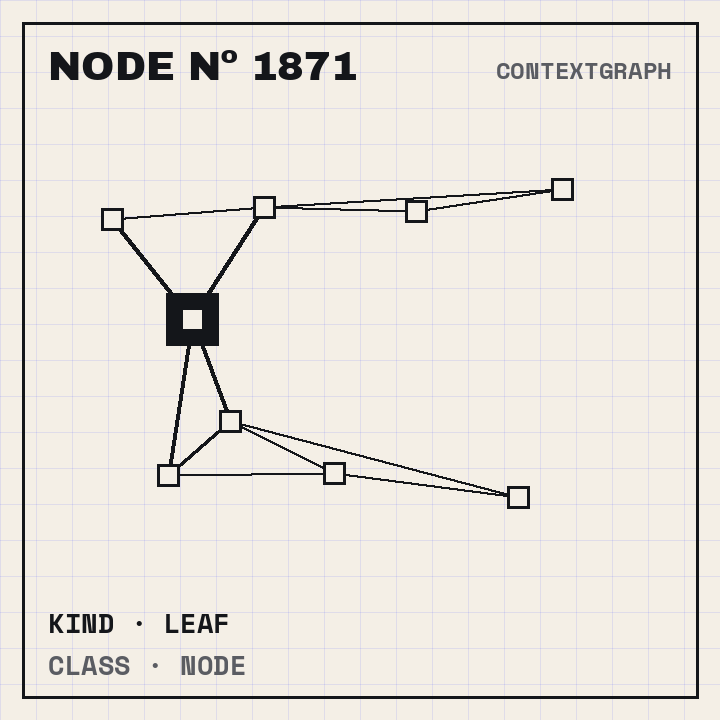 NODE Nº 1871
CONTEXTGRAPH
KIND · LEAF
CLASS · NODE